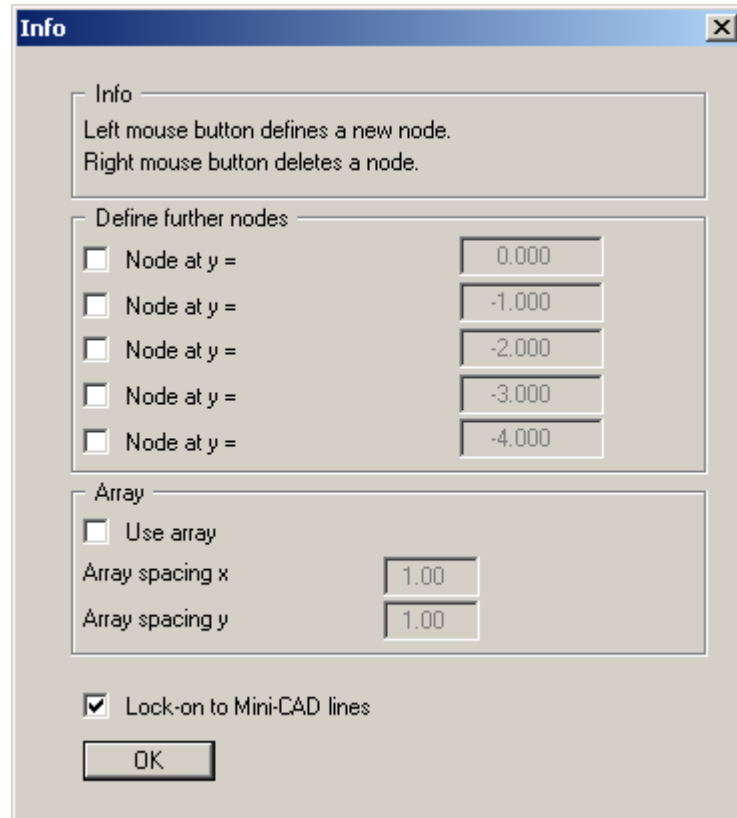 Info
Info
Left mouse button defines a new node.
Right mouse button deletes a node.
Define further nodes
Node at y = 0.000
Node at y = -1.000
Node at y = -2.000
Node at y = -3.000
Node at y = -4.000
Array
Use array
Array spacing x 1.00
Array spacing y 1.00
Lock-on to Mini-CAD lines
OK